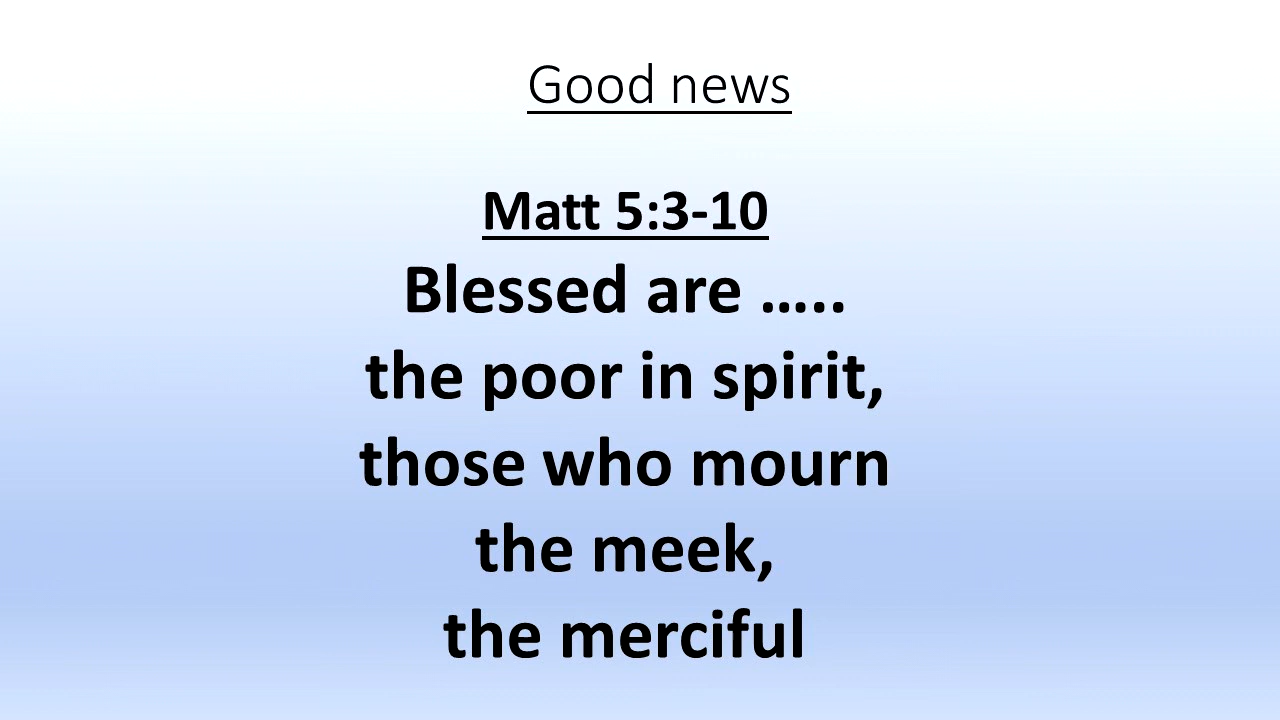 Good news
Matt 5:3-10
Blessed are …..
the poor in spirit,
those who mourn
the meek,
the merciful